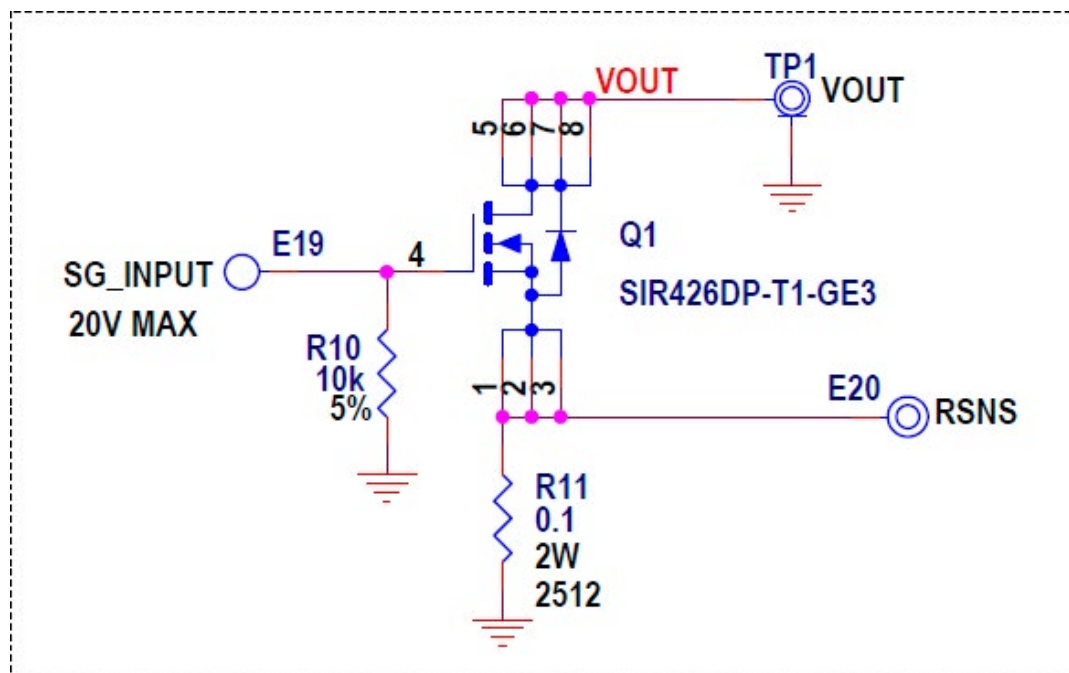 VOUT
TP1
VOUT
5 6 7 8
E19
4
SG_INPUT
20V MAX
Q1
SIR426DP-T1-GE3
R10
10k
5%
1 2 3
E20
RSNS
R11
0.1
2W
2512